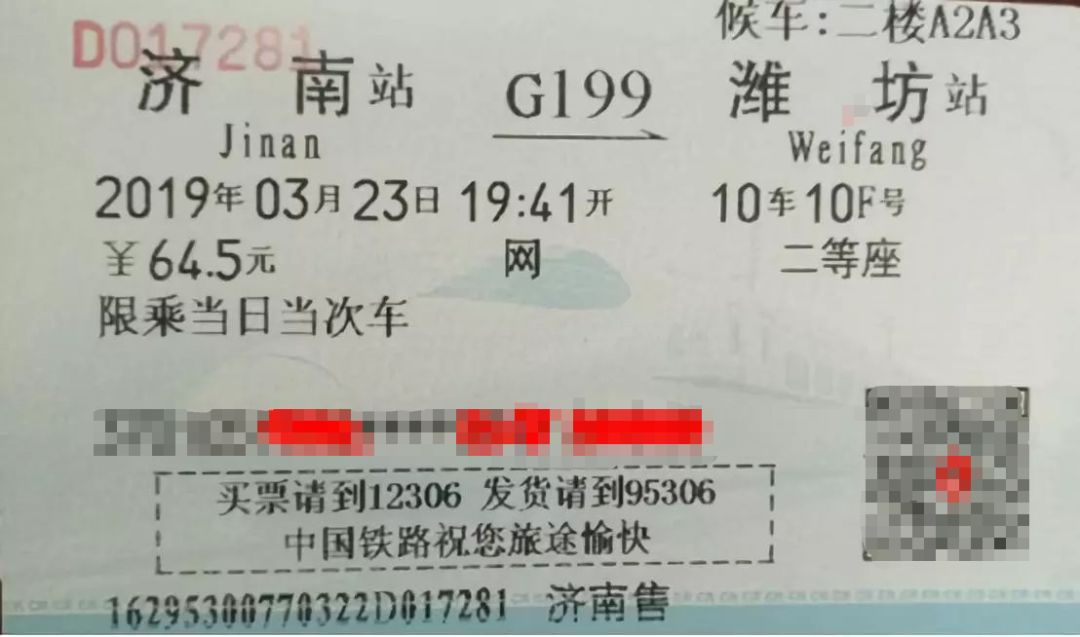 D017281 候车:二楼A2A3
济南站 G199 潍坊站
Jinan Weifang
2019年03月23日 19:41开 10车10F号
￥64.5元 网 二等座
限乘当日当次车
买票请到12306 发货请到95306
中国铁路祝您旅途愉快
16295300770322D017281 济南售